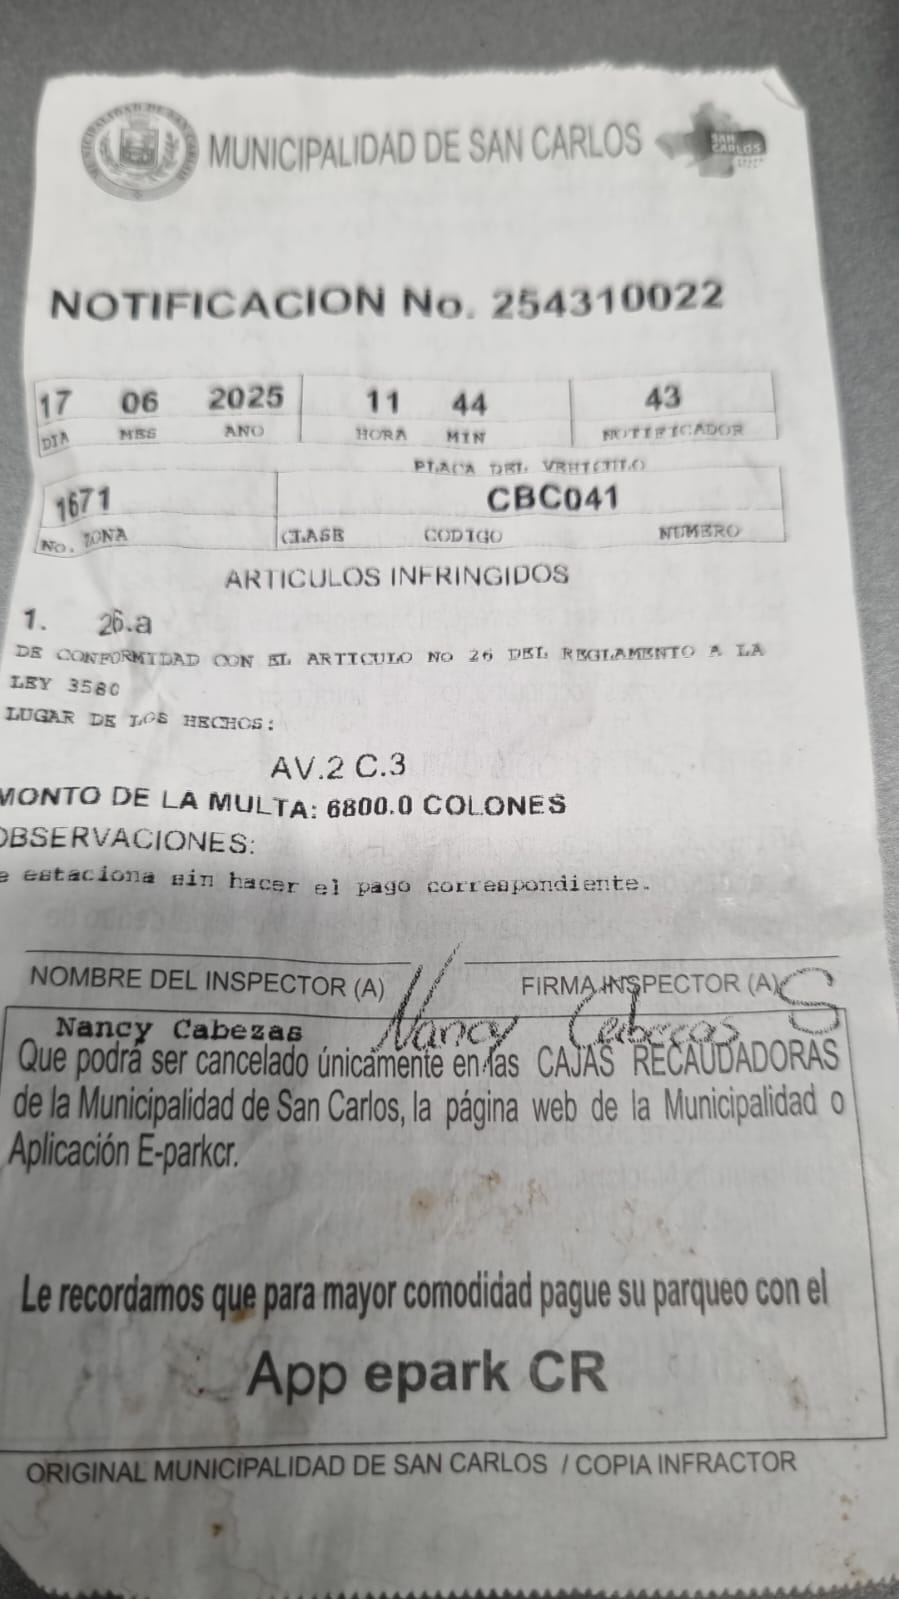 MUNICIPALIDAD DE SAN CARLOS
SAN CARLOS
NOTIFICACION No. 254310022
17 06 2025 11 44 43
DIA MES ANO HORA MIN NOTIFICADOR
PLACA DEL VEHICULO
1671 CBC041
No. ZONA CLASE CODIGO NUMERO
ARTICULOS INFRINGIDOS
1. 26.a
DE CONFORMIDAD CON EL ARTICULO No 26 DEL REGLAMENTO A LA
LEY 3580
LUGAR DE LOS HECHOS:
AV.2 C.3
MONTO DE LA MULTA: 6800.0 COLONES
OBSERVACIONES:
e estaciona sin hacer el pago correspondiente.
NOMBRE DEL INSPECTOR (A) FIRMA INSPECTOR (A)
Nancy Cabezas Nancy Cabezas S
Que podrá ser cancelado únicamente en las CAJAS RECAUDADORAS
de la Municipalidad de San Carlos, la página web de la Municipalidad o
Aplicación E-parkcr.
Le recordamos que para mayor comodidad pague su parqueo con el
App epark CR
ORIGINAL MUNICIPALIDAD DE SAN CARLOS / COPIA INFRACTOR